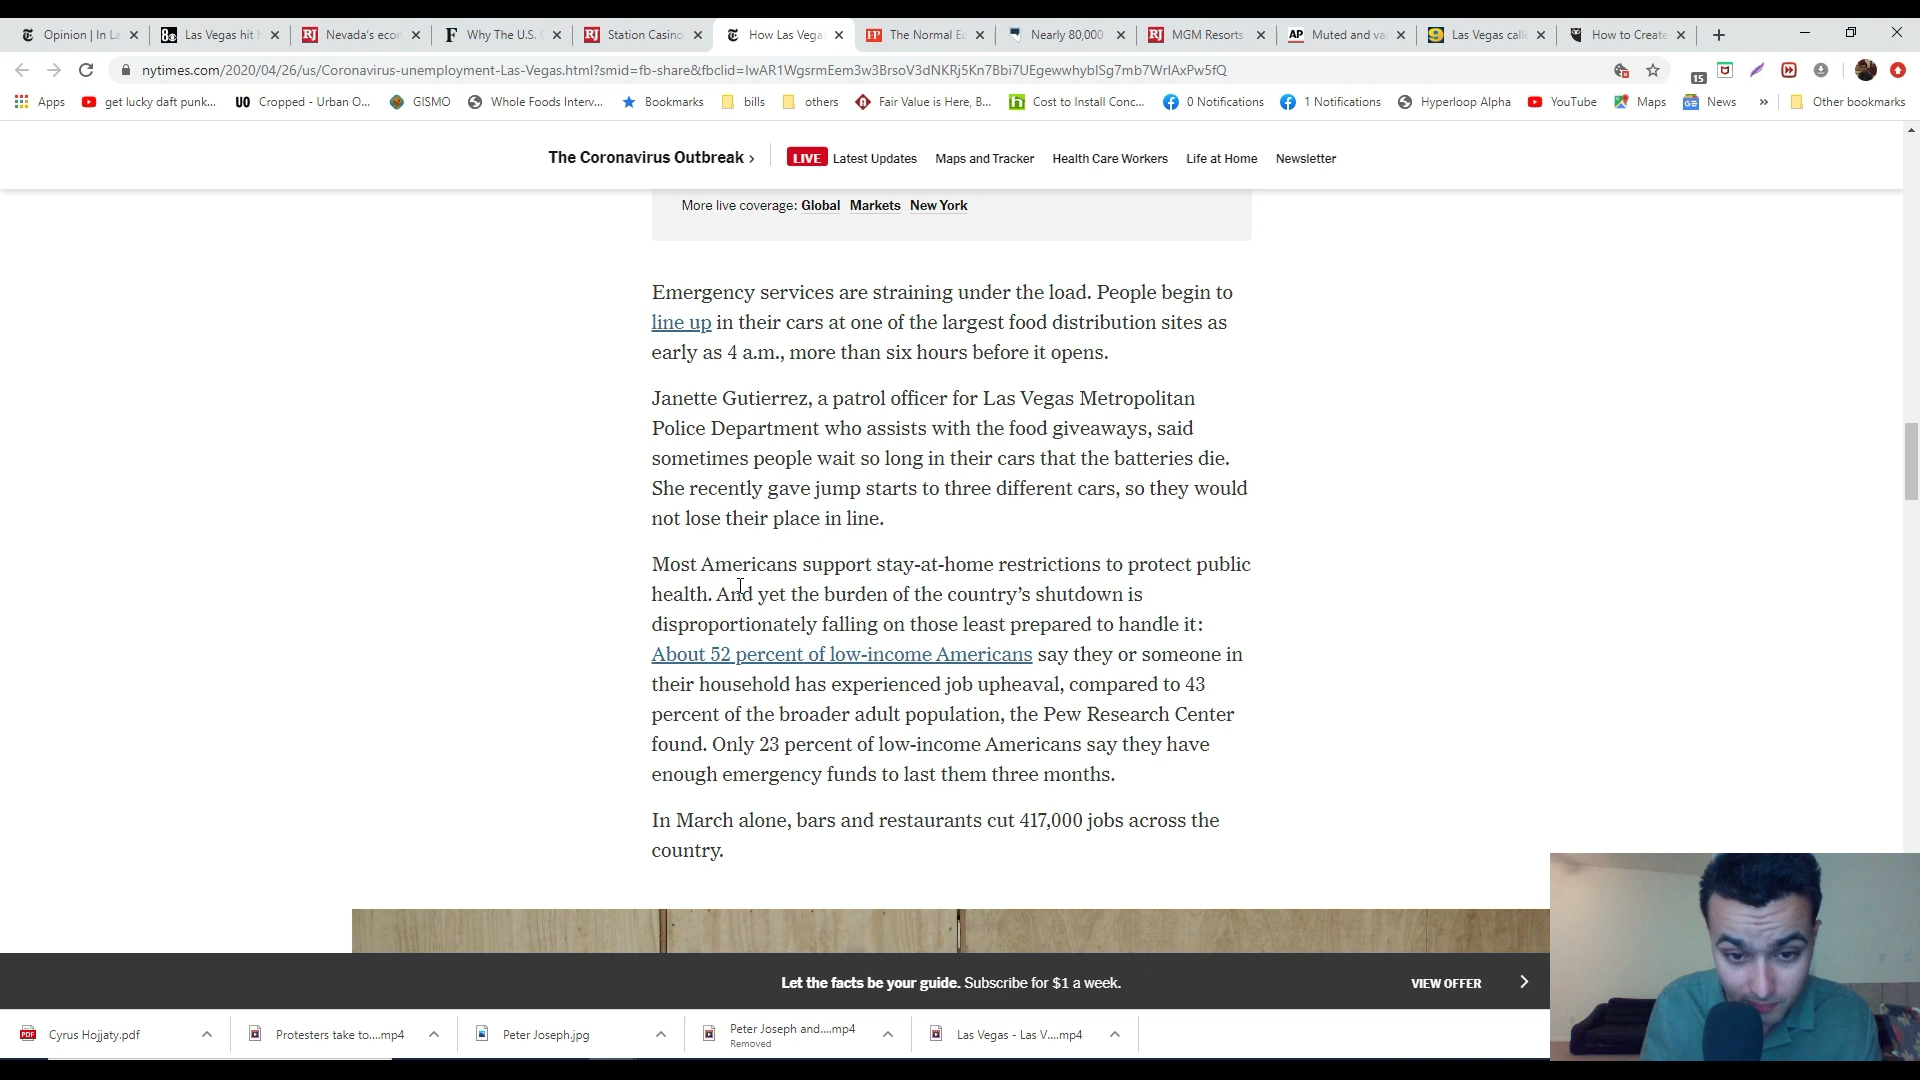 Opinion | In La
Las Vegas hit h
Nevada's econ
Why The U.S. C
Station Casino
How Las Vegas
The Normal Ec
Nearly 80,000
MGM Resorts
Muted and vac
Las Vegas calle
How to Create
nytimes.com/2020/04/26/us/Coronavirus-unemployment-Las-Vegas.html?smid=fb-share&fbclid=IwAR1WgsrmEem3w3BrsoV3dNKRj5Kn7Bbi7UEgewwhyblSg7mb7WrlAxPw5fQ
15
Apps
get lucky daft punk...
UO Cropped - Urban O...
GISMO
Whole Foods Interv...
Bookmarks
bills
others
Fair Value is Here, B...
Cost to Install Conc...
0 Notifications
1 Notifications
Hyperloop Alpha
YouTube
Maps
News
»
Other bookmarks
The Coronavirus Outbreak ›
LIVE Latest Updates
Maps and Tracker
Health Care Workers
Life at Home
Newsletter
More live coverage: Global Markets New York
Emergency services are straining under the load. People begin to
line up in their cars at one of the largest food distribution sites as
early as 4 a.m., more than six hours before it opens.
Janette Gutierrez, a patrol officer for Las Vegas Metropolitan
Police Department who assists with the food giveaways, said
sometimes people wait so long in their cars that the batteries die.
She recently gave jump starts to three different cars, so they would
not lose their place in line.
Most Americans support stay-at-home restrictions to protect public
health. And yet the burden of the country's shutdown is
disproportionately falling on those least prepared to handle it:
About 52 percent of low-income Americans say they or someone in
their household has experienced job upheaval, compared to 43
percent of the broader adult population, the Pew Research Center
found. Only 23 percent of low-income Americans say they have
enough emergency funds to last them three months.
In March alone, bars and restaurants cut 417,000 jobs across the
country.
Let the facts be your guide. Subscribe for $1 a week.
VIEW OFFER
Cyrus Hojjaty.pdf
Protesters take to....mp4
Peter Joseph.jpg
Peter Joseph and....mp4
Removed
Las Vegas - Las V....mp4